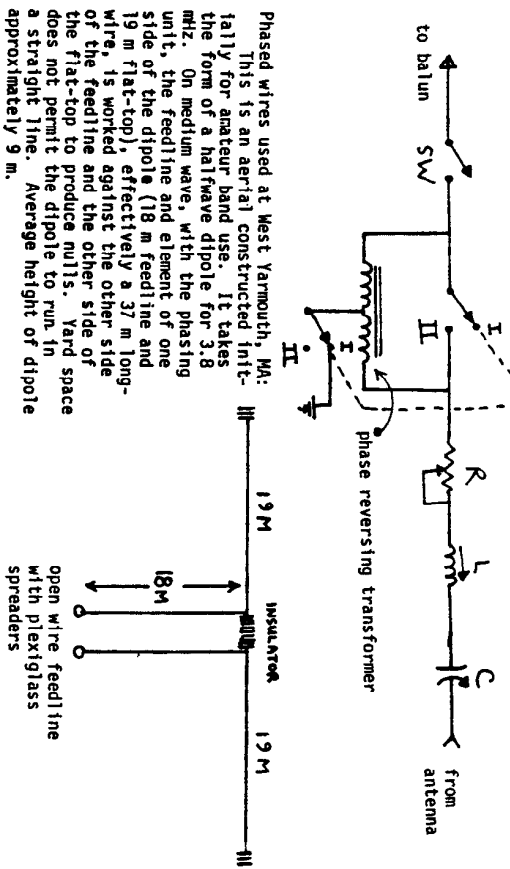 to balun
SW
I
II
I
II
phase reversing transformer
R
L
C
from
antenna
Phased wires used at West Yarmouth, MA:
This is an aerial constructed init-
ially for amateur band use. It takes
the form of a halfwave dipole for 3.8
mHz. On medium wave, with the phasing
unit, the feedline and element of one
side of the dipole (18 m feedline and
19 m flat-top), effectively a 37 m long-
wire, is worked against the other side
of the feedline and the other side of
the flat-top to produce nulls. Yard space
does not permit the dipole to run in
a straight line. Average height of dipole
approximately 9 m.
19 M
INSULATOR
19 M
18 M
Open wire feedline
with plexiglass
spreaders